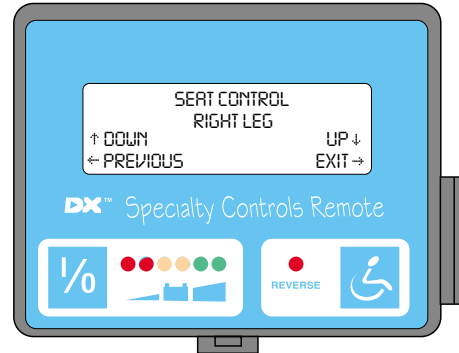 SEAT CONTROL
RIGHT LEG
↑ DOWN UP ↓
← PREVIOUS EXIT →
DX™ Specialty Controls Remote
I/O
REVERSE